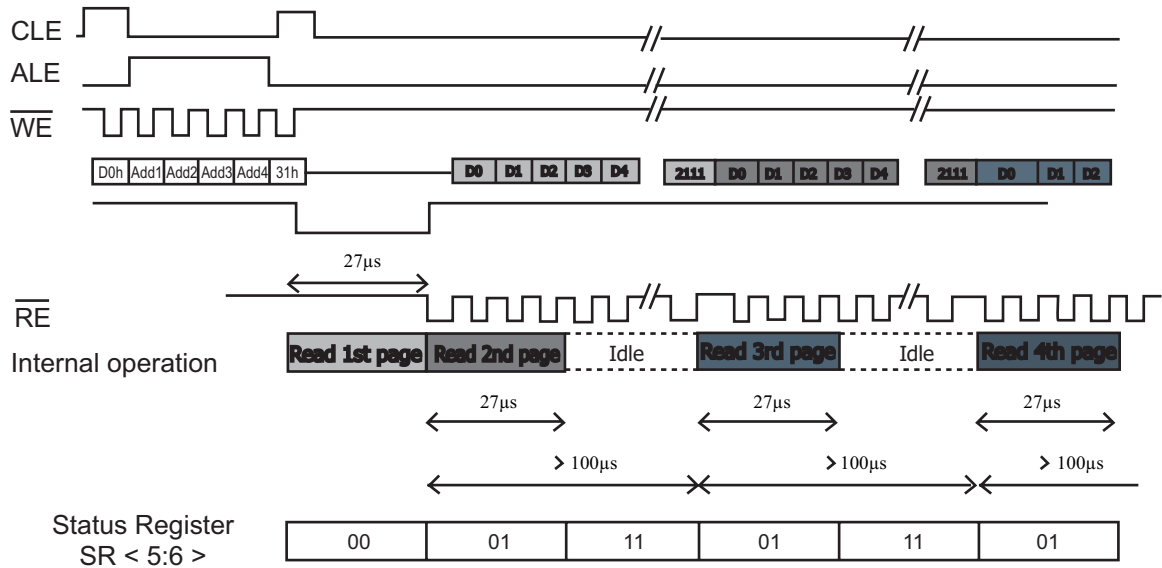 CLE
ALE
WE
D0h Add1 Add2 Add3 Add4 31h D0 D1 D2 D3 D4 2111 D0 D1 D2 D3 D4 2111 D0 D1 D2
27µs
RE
Internal operation Read 1st page Read 2nd page Idle Read 3rd page Idle Read 4th page
27µs 27µs 27µs
> 100µs > 100µs > 100µs
Status Register
SR < 5:6 >
00 01 11 01 11 01